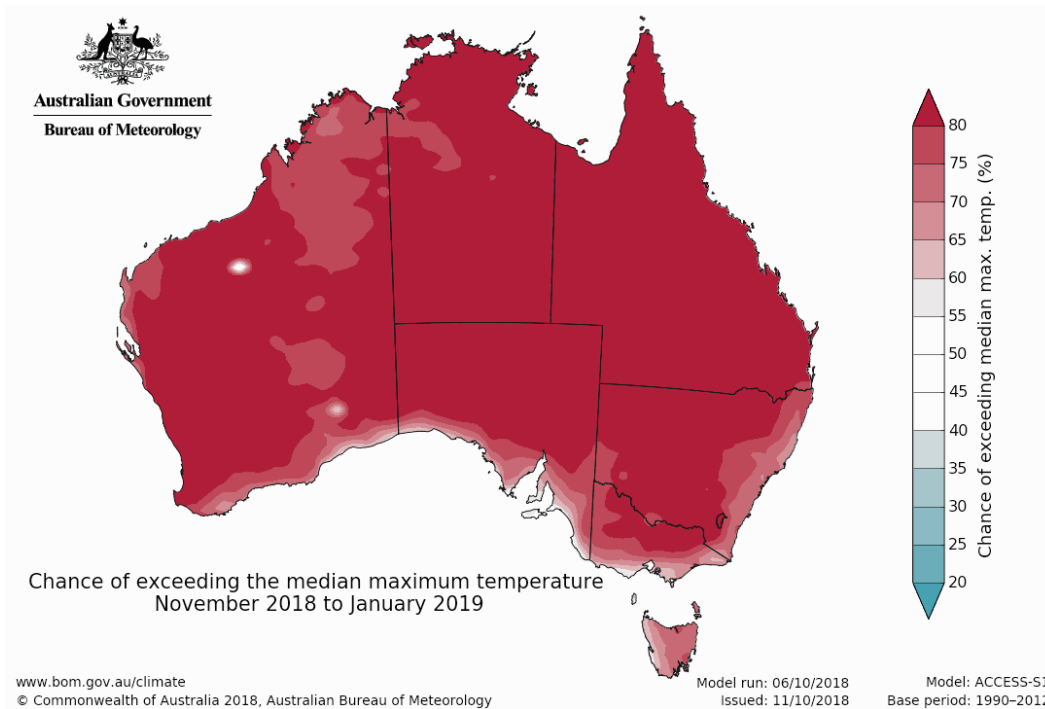 Australian Government
Bureau of Meteorology
80
75
70
65
60
55
50
45
40
35
30
25
20
Chance of exceeding median max. temp. (%)
Chance of exceeding the median maximum temperature
November 2018 to January 2019
www.bom.gov.au/climate
© Commonwealth of Australia 2018, Australian Bureau of Meteorology
Model run: 06/10/2018
Issued: 11/10/2018
Model: ACCESS-S1
Base period: 1990–2012